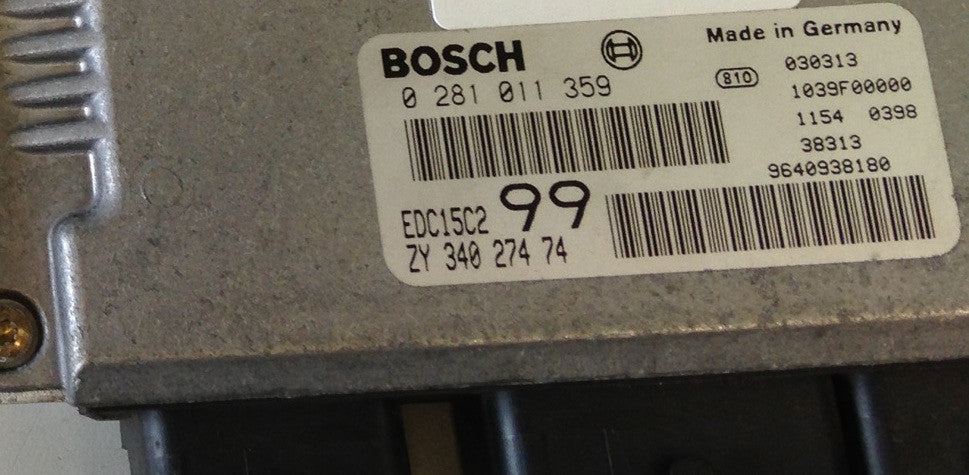 BOSCH
Made in Germany
0 281 011 359
810
030313
1039F00000
1154 0398
38313
9640938180
EDC15C2 99
ZY 340 274 74